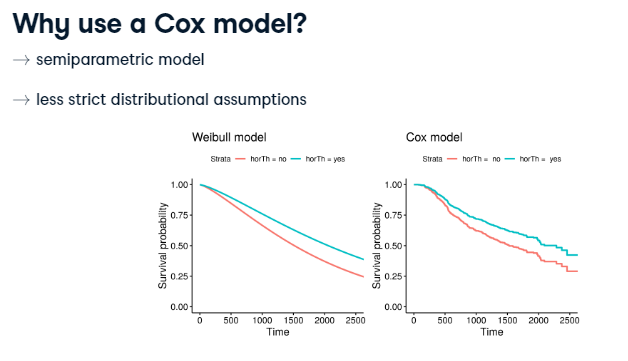 Why use a Cox model?
→ semiparametric model
→ less strict distributional assumptions
Weibull model
Strata horTh = no horTh = yes
Survival probability
1.00
0.75
0.50
0.25
0.00
0 500 1000 1500 2000 2500
Time
Cox model
Strata horTh = no horTh = yes
Survival probability
1.00
0.75
0.50
0.25
0.00
0 500 1000 1500 2000 2500
Time